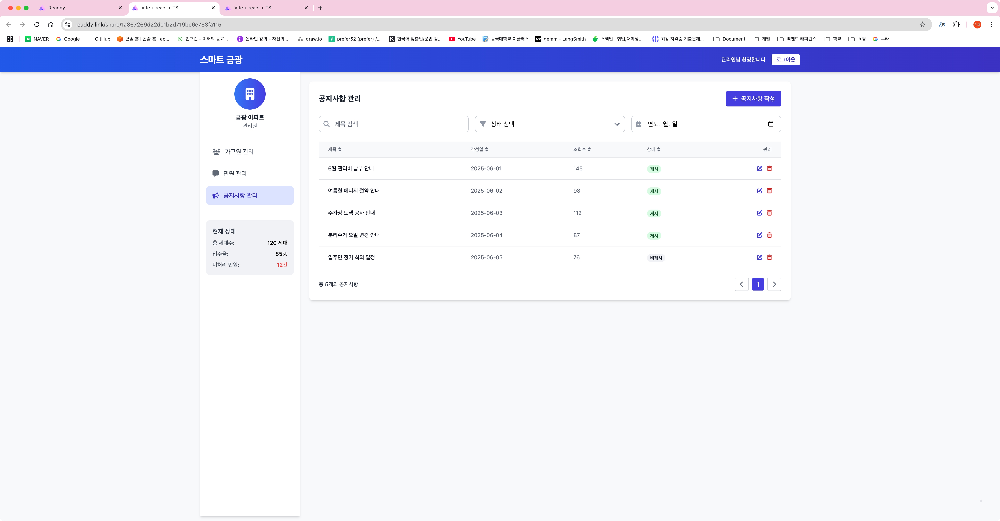 Readdy
Vite + react + TS
Vite + react + TS
readdy.link/share/1a867269d22dc1b2d719bc6e753fa115
선호
NAVER
Google
GitHub
콘솔 홈 | 콘솔 홈 | ap...
인프런 - 미래의 동료...
온라인 강의 - 자신의...
draw.io
prefer52 (prefer) /...
한국어 맞춤법/문법 검...
YouTube
동국대학교 이클래스
gemm - LangSmith
스펙업 | 취업,대학생,...
최강 자격증 기출문제...
Document
개발
백엔드 래퍼런스
학교
쇼핑
ㅗ라
스마트 금광
관리원님 환영합니다
로그아웃
금광 아파트
관리원
가구원 관리
민원 관리
공지사항 관리
현재 상태
총 세대수: 120 세대
입주율: 85%
미처리 민원: 12건
공지사항 관리
공지사항 작성
제목 검색
상태 선택
연도. 월. 일.
제목 작성일 조회수 상태 관리
6월 관리비 납부 안내 2025-06-01 145 게시
여름철 에너지 절약 안내 2025-06-02 98 게시
주차장 도색 공사 안내 2025-06-03 112 게시
분리수거 요일 변경 안내 2025-06-04 87 게시
입주민 정기 회의 일정 2025-06-05 76 비게시
총 5개의 공지사항
1